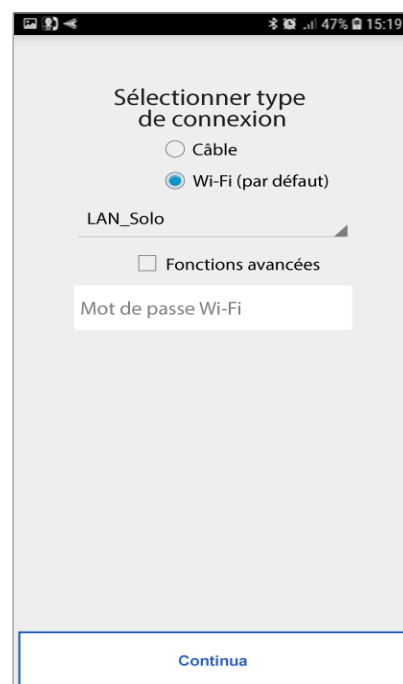 47% 15:19
Sélectionner type
de connexion
Câble
Wi-Fi (par défaut)
LAN_Solo
Fonctions avancées
Mot de passe Wi-Fi
Continua